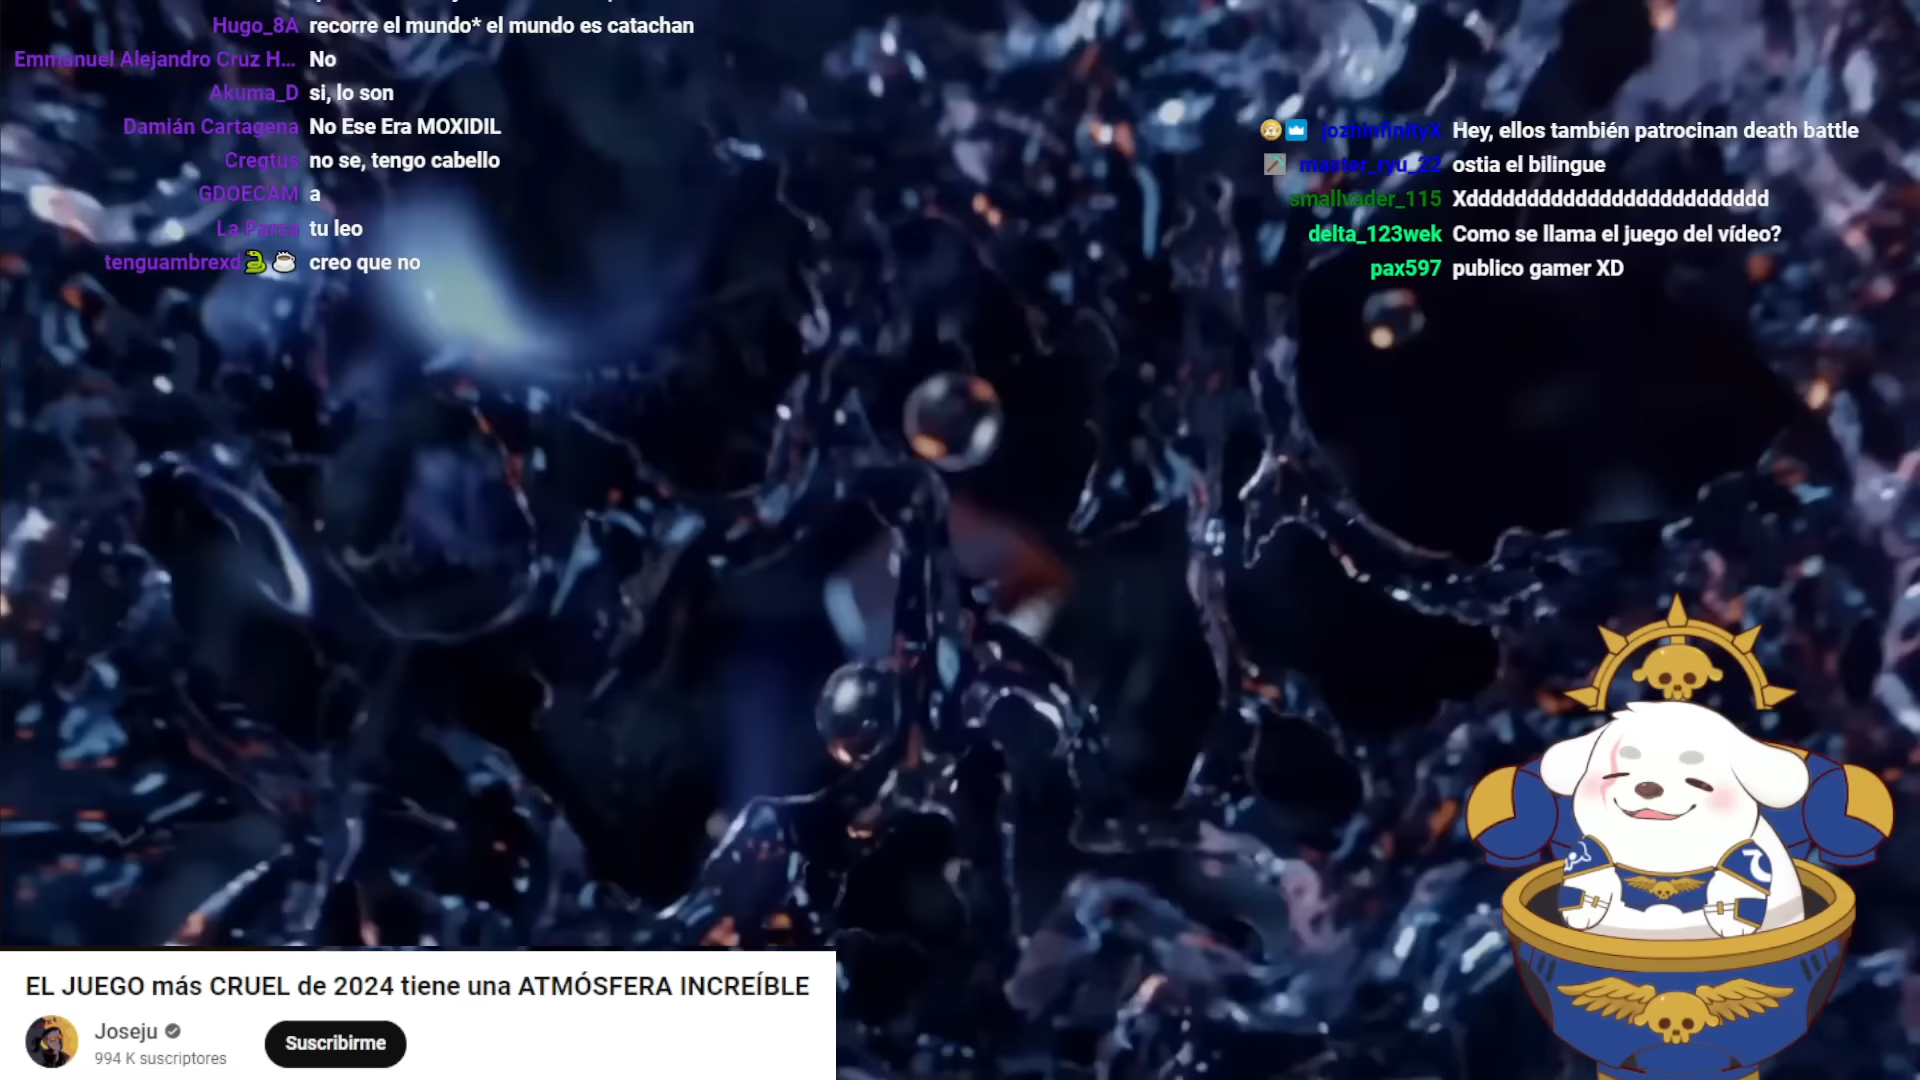 Hugo_8A recorre el mundo* el mundo es catachan
Emmanuel Alejandro Cruz H... No
Akuma_D si, lo son
Damián Cartagena No Ese Era MOXIDIL
Cregtus no se, tengo cabello
GDOECAM a
La Parca tu leo
tenguambrexd creo que no
jozhinfinityX Hey, ellos también patrocinan death battle
master_ryu_22 ostia el bilingue
smallvader_115 Xdddddddddddddddddddddddddd
delta_123wek Como se llama el juego del vídeo?
pax597 publico gamer XD
EL JUEGO más CRUEL de 2024 tiene una ATMÓSFERA INCREÍBLE
Joseju
994 K suscriptores
Suscribirme